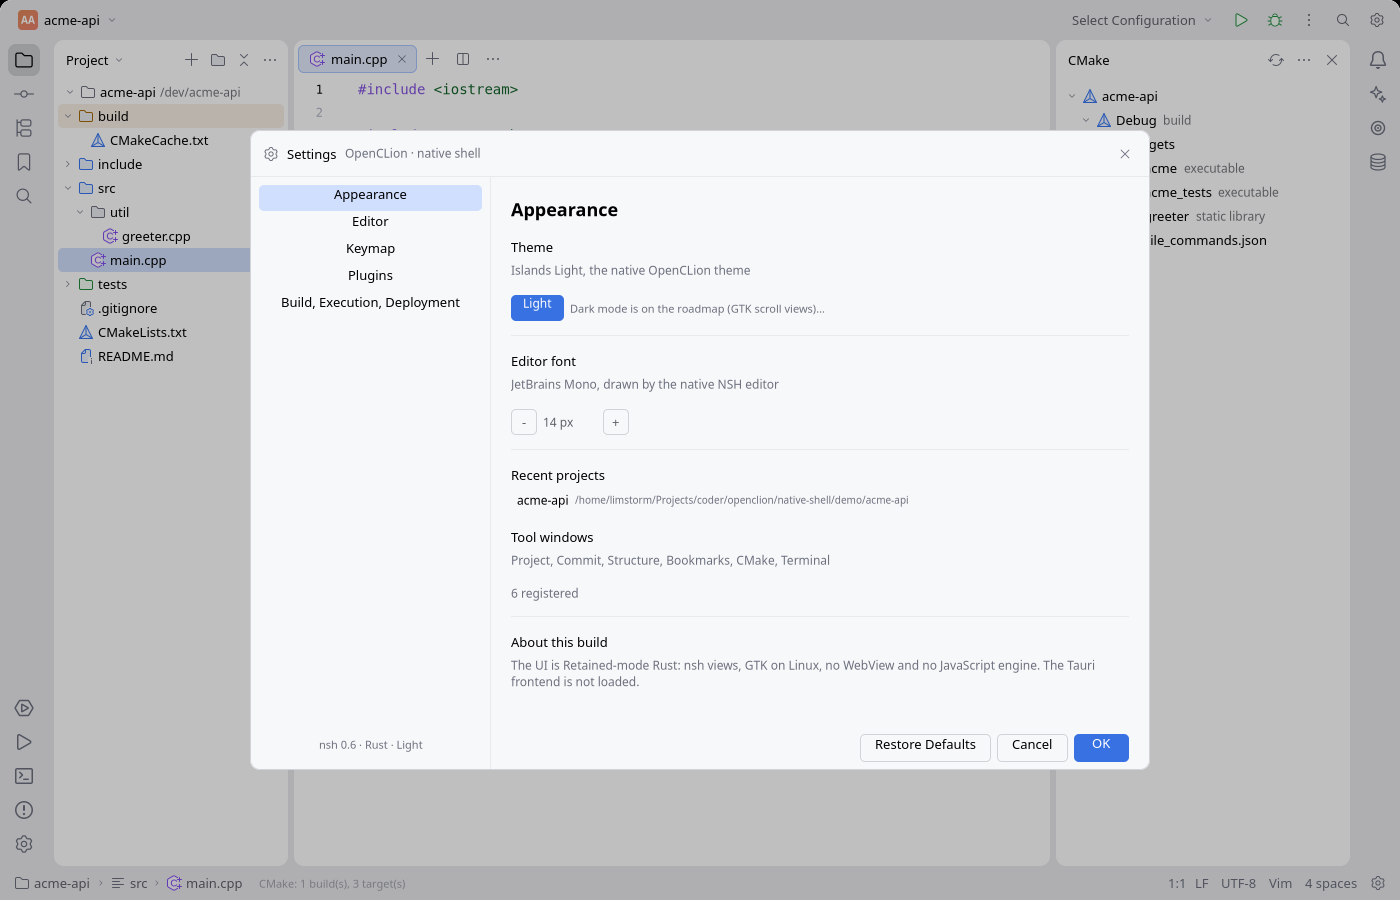 AA acme-api
Select Configuration
Project
main.cpp
CMake
acme-api /dev/acme-api
build
CMakeCache.txt
include
src
util
greeter.cpp
main.cpp
tests
.gitignore
CMakeLists.txt
README.md
1 #include <iostream>
2
acme-api
Debug build
gets
cme executable
cme_tests executable
reeter static library
ile_commands.json
Settings OpenCLion · native shell
Appearance
Editor
Keymap
Plugins
Build, Execution, Deployment
nsh 0.6 · Rust · Light
Appearance
Theme
Islands Light, the native OpenCLion theme
Light Dark mode is on the roadmap (GTK scroll views)...
Editor font
JetBrains Mono, drawn by the native NSH editor
- 14 px +
Recent projects
acme-api /home/limstorm/Projects/coder/openclion/native-shell/demo/acme-api
Tool windows
Project, Commit, Structure, Bookmarks, CMake, Terminal
6 registered
About this build
The UI is Retained-mode Rust: nsh views, GTK on Linux, no WebView and no JavaScript engine. The Tauri
frontend is not loaded.
Restore Defaults Cancel OK
acme-api src main.cpp CMake: 1 build(s), 3 target(s)
1:1 LF UTF-8 Vim 4 spaces